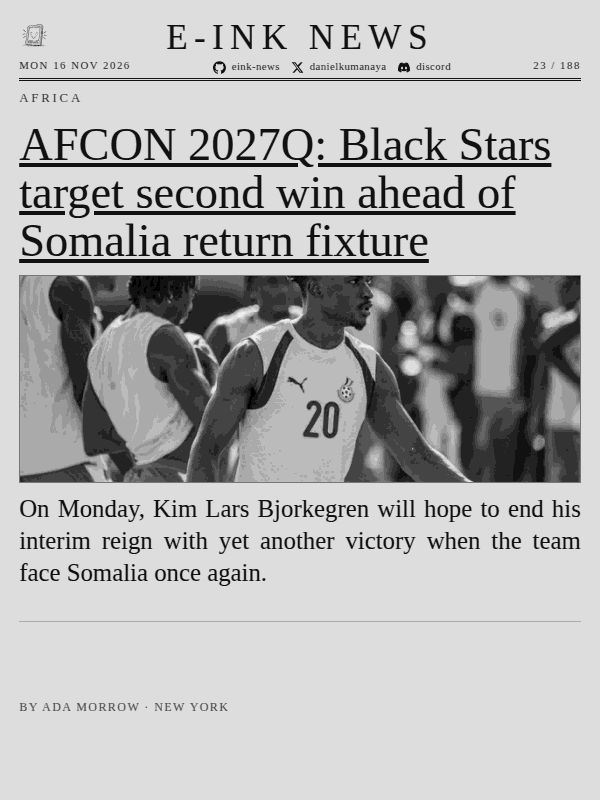 E-INK NEWS
MON 16 NOV 2026
eink-news danielkumanaya discord
23 / 188
AFRICA
AFCON 2027Q: Black Stars
target second win ahead of
Somalia return fixture
20
On Monday, Kim Lars Bjorkegren will hope to end his
interim reign with yet another victory when the team
face Somalia once again.
BY ADA MORROW · NEW YORK